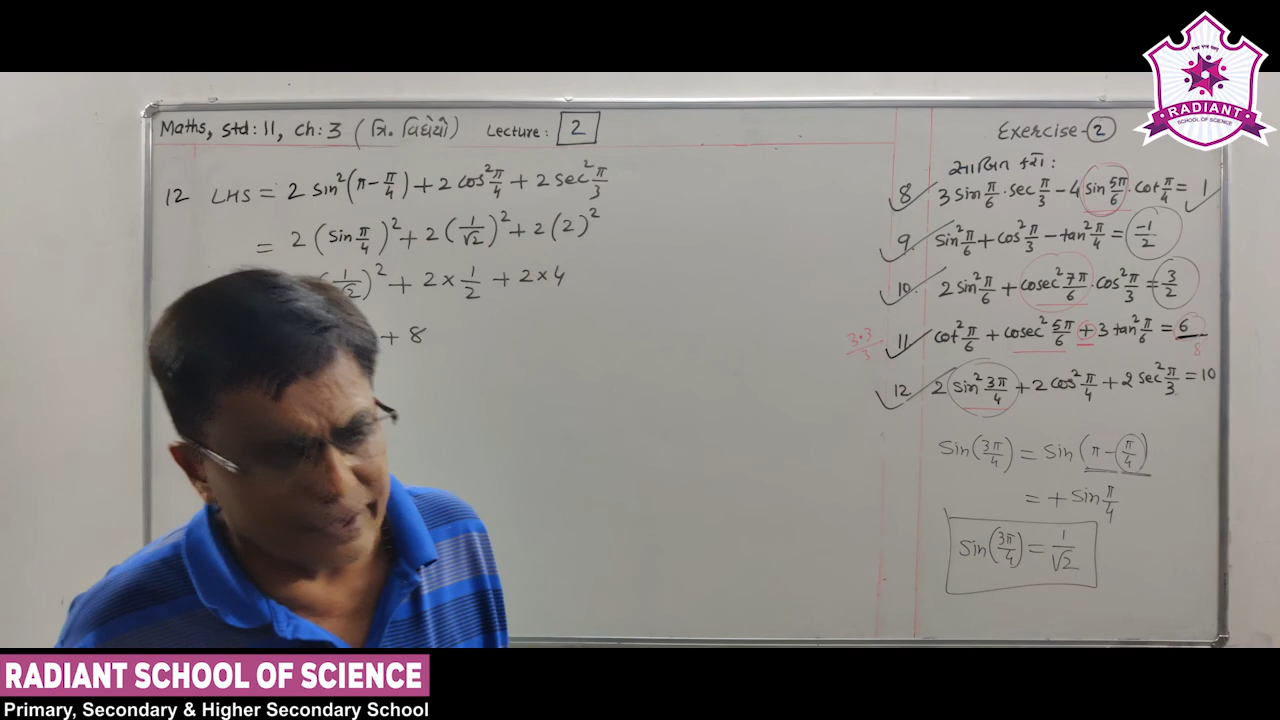 RADIANT
SCHOOL OF SCIENCE
Maths, Std: 11, Ch: 3 (ત્રિ. વિધેયો) Lecture: 2
12 LHS = 2 sin²(π - π/4) + 2 cos² π/4 + 2 sec² π/3
= 2 (sin π/4)² + 2 (1/√2)² + 2 (2)²
(1/√2)² + 2 × 1/2 + 2 × 4
+ 8
Exercise-2
સાબિત કરો:
8 3 sin π/6 · sec π/3 - 4 sin 5π/6 · cot π/4 = 1
9. sin² π/6 + cos² π/3 - tan² π/4 = -1/2
10. 2 sin² π/6 + cosec² 7π/6 · cos² π/3 = 3/2
3·3/3
11 cot² π/6 + cosec² 5π/6 + 3 tan² π/6 = 6
8
12 2 sin² 3π/4 + 2 cos² π/4 + 2 sec² π/3 = 10
Sin(3π/4) = Sin (π - π/4)
= + Sin π/4
Sin(3π/4) = 1/√2
RADIANT SCHOOL OF SCIENCE
Primary, Secondary & Higher Secondary School